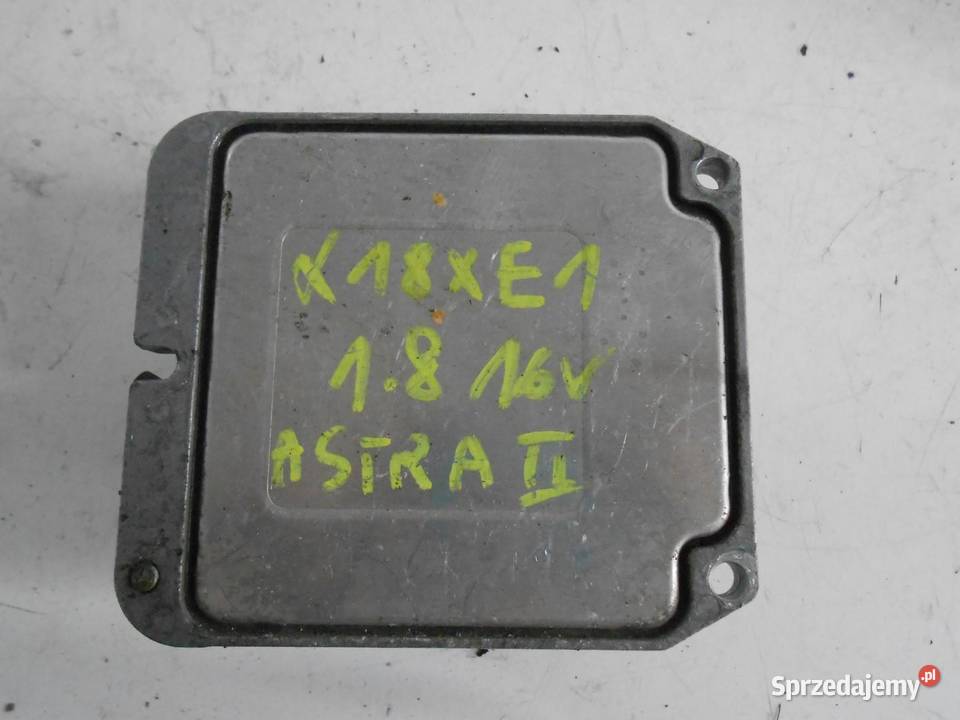 X18XE1
1.8 16V
ASTRA II
Sprzedajemy.pl